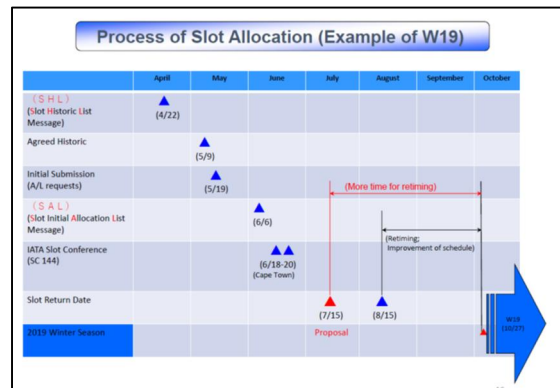 Process of Slot Allocation (Example of W19)
April May June July August September October
(SHL)
(Slot Historic List
Message)
(4/22)
Agreed Historic
(5/9)
Initial Submission
(A/L requests)
(5/19)
(More time for retiming)
(SAL)
(Slot Initial Allocation List
Message)
(6/6)
(Retiming;
Improvement of schedule)
IATA Slot Conference
(SC 144)
(6/18-20)
(Cape Town)
Slot Return Date
(7/15)
(8/15)
W19
(10/27)
2019 Winter Season
Proposal